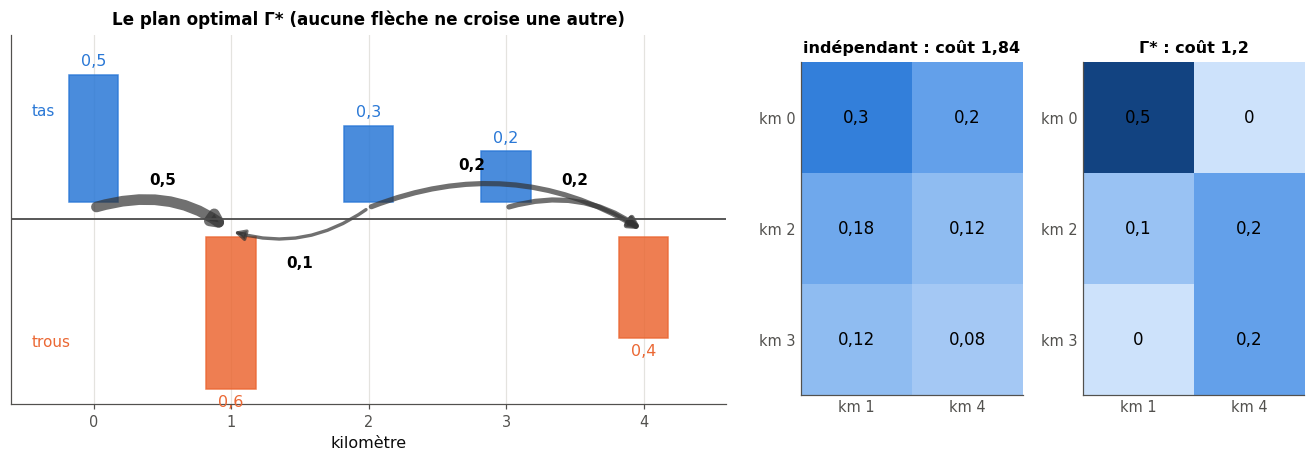 Le plan optimal Γ* (aucune flèche ne croise une autre)
0,5
tas
0,3
0,2
0,5
0,2
0,2
0,1
trous
0,4
0,6
0 1 2 3 4
kilomètre
indépendant : coût 1,84
km 0 0,3 0,2
km 2 0,18 0,12
km 3 0,12 0,08
km 1 km 4
Γ* : coût 1,2
km 0 0,5 0
km 2 0,1 0,2
km 3 0 0,2
km 1 km 4